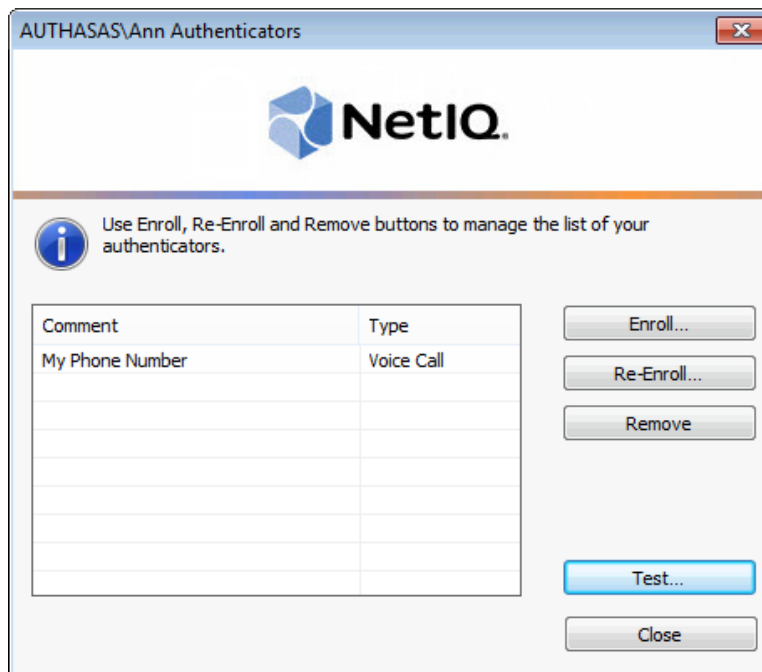 AUTHASAS\Ann Authenticators
NetIQ.
Use Enroll, Re-Enroll and Remove buttons to manage the list of your
authenticators.
Comment Type
My Phone Number Voice Call
Enroll...
Re-Enroll...
Remove
Test...
Close